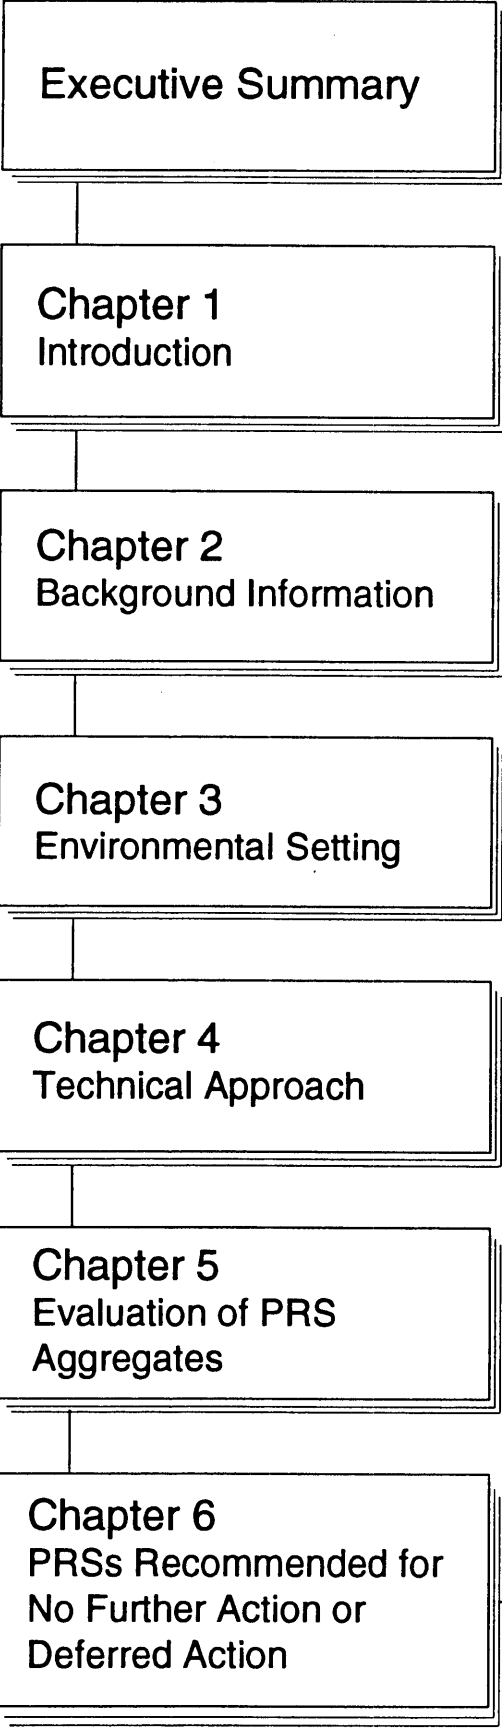 Executive Summary
Chapter 1
Introduction
Chapter 2
Background Information
Chapter 3
Environmental Setting
Chapter 4
Technical Approach
Chapter 5
Evaluation of PRS
Aggregates
Chapter 6
PRSs Recommended for
No Further Action or
Deferred Action